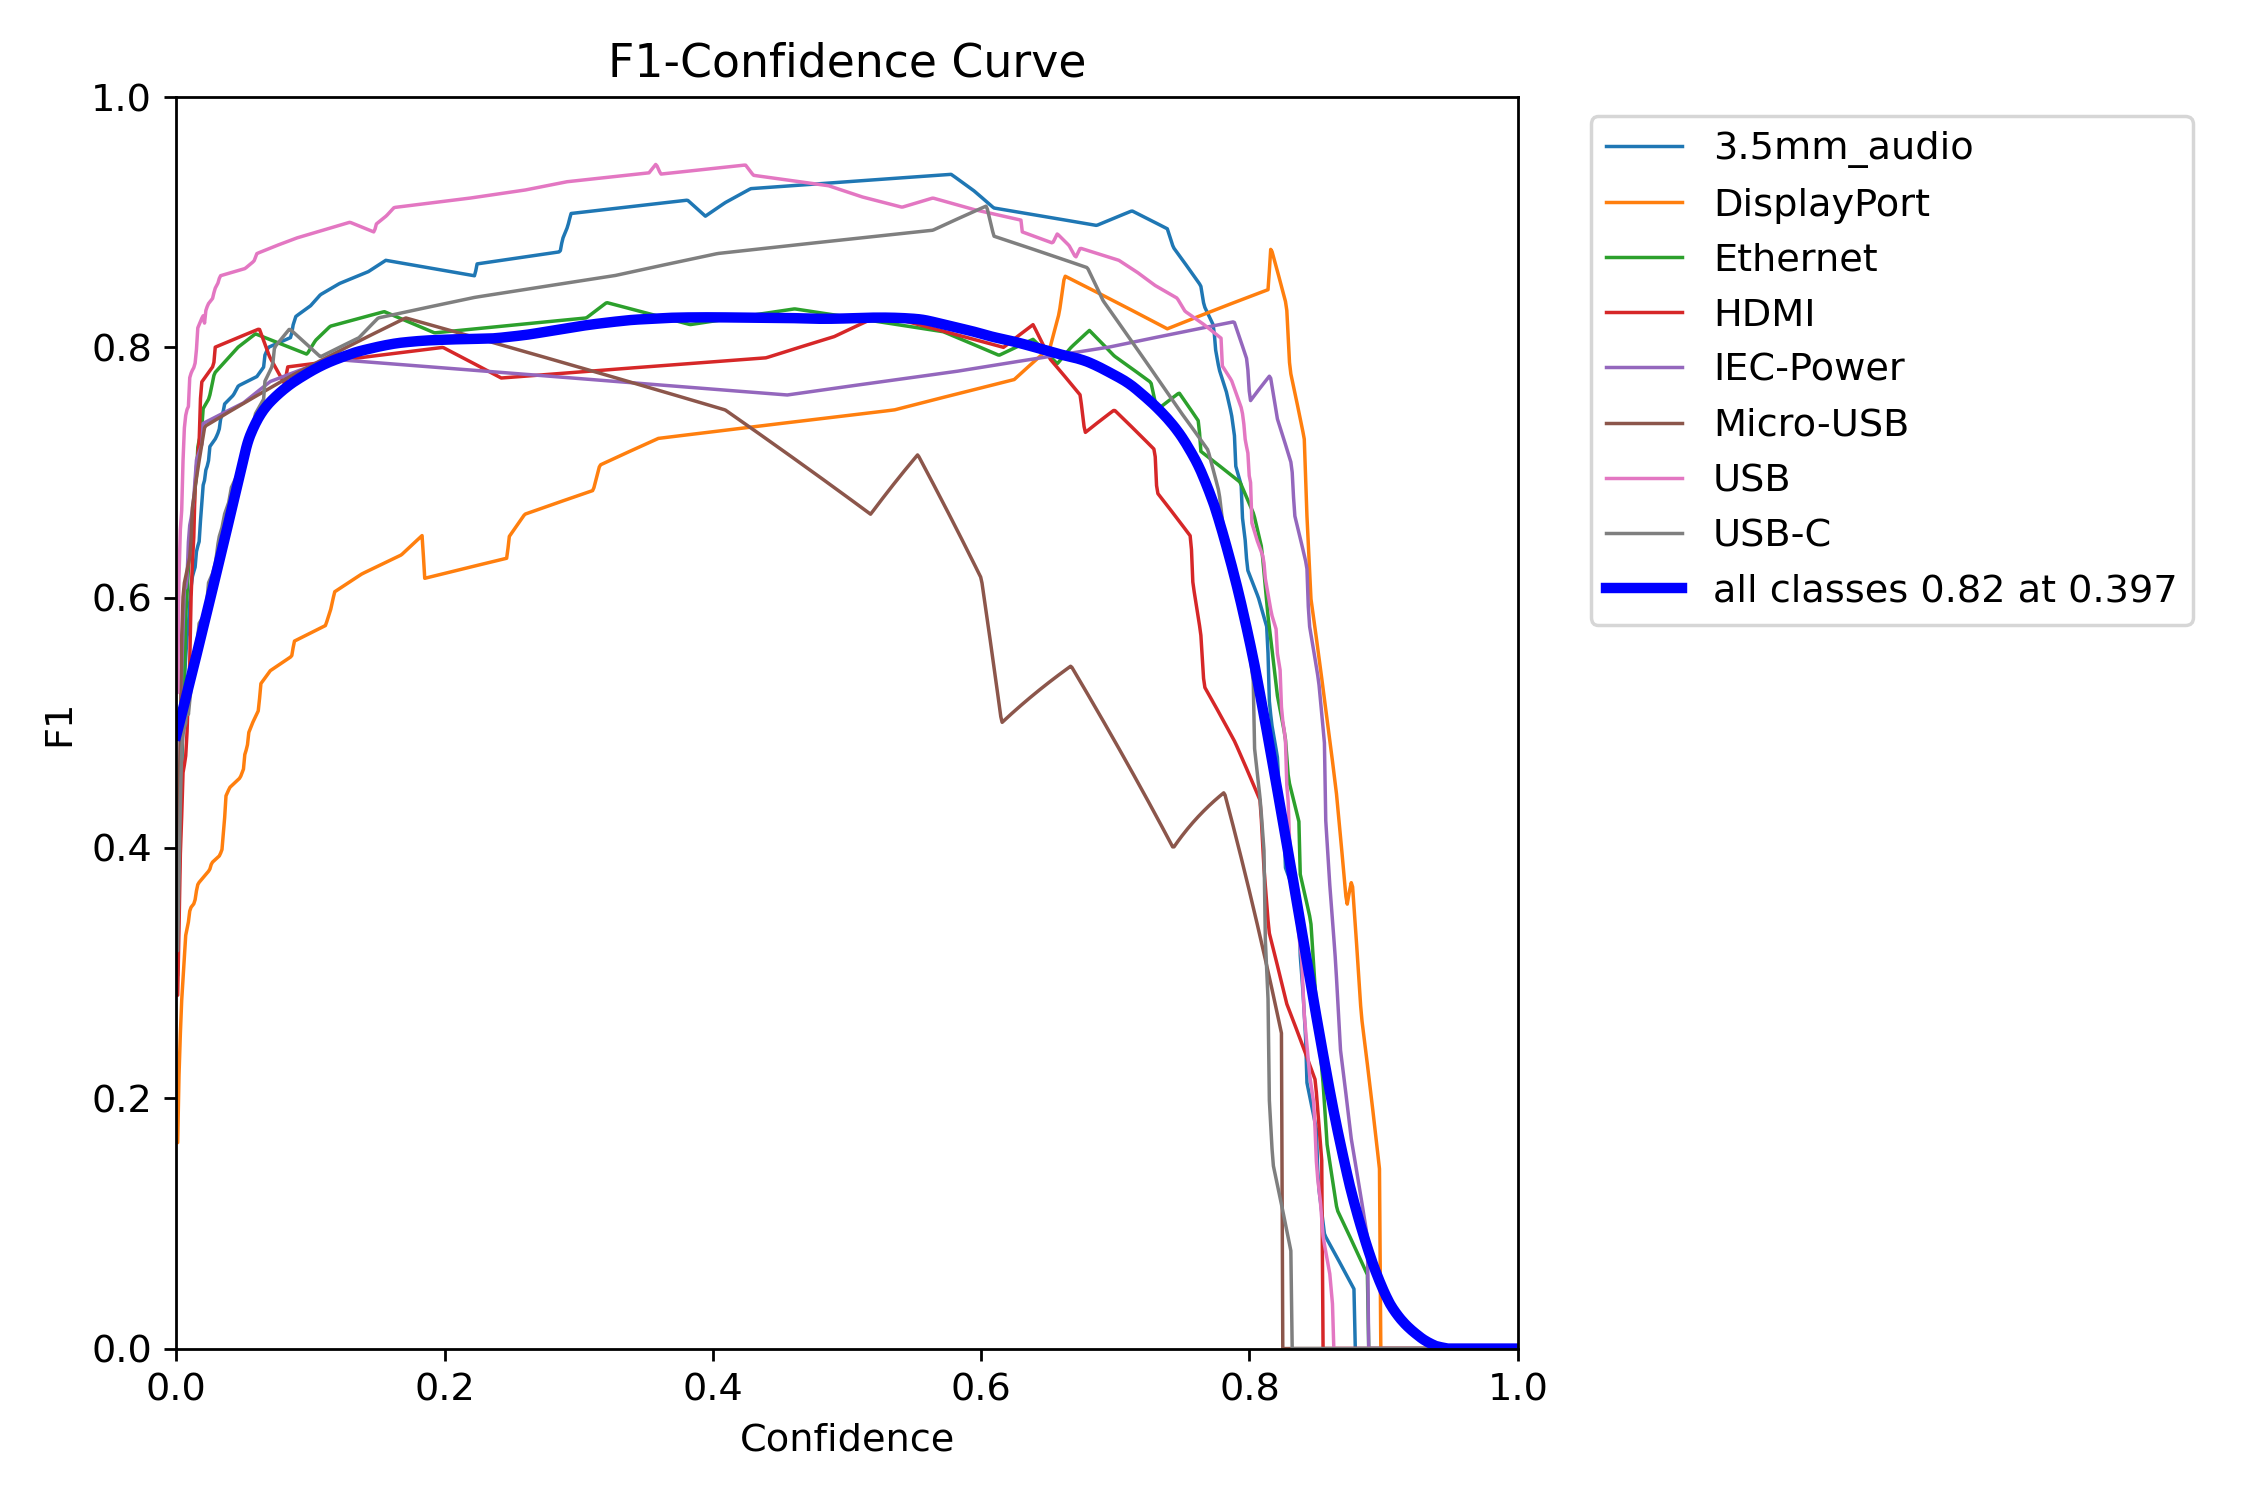 F1-Confidence Curve
1.0
0.8
0.6
0.4
0.2
0.0
F1
0.0 0.2 0.4 0.6 0.8 1.0
Confidence
3.5mm_audio
DisplayPort
Ethernet
HDMI
IEC-Power
Micro-USB
USB
USB-C
all classes 0.82 at 0.397